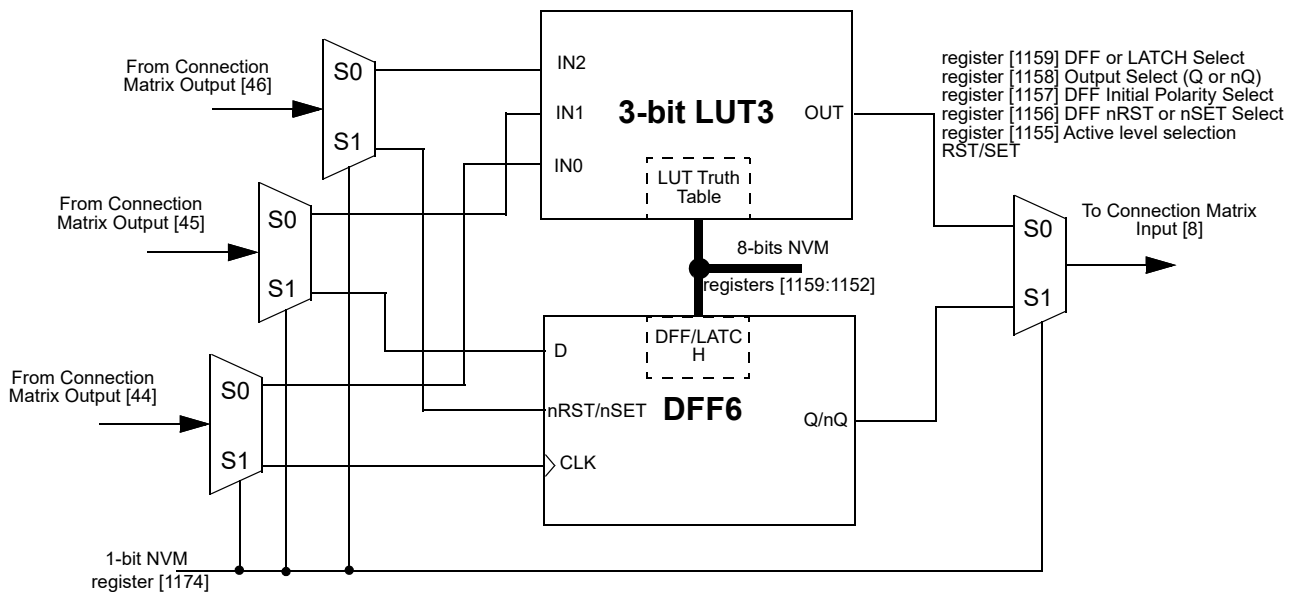 From Connection
Matrix Output [46]
S0
S1
IN2
IN1
IN0
3-bit LUT3
OUT
LUT Truth
Table
register [1159] DFF or LATCH Select
register [1158] Output Select (Q or nQ)
register [1157] DFF Initial Polarity Select
register [1156] DFF nRST or nSET Select
register [1155] Active level selection
RST/SET
From Connection
Matrix Output [45]
S0
S1
8-bits NVM
registers [1159:1152]
To Connection Matrix
Input [8]
S0
S1
From Connection
Matrix Output [44]
S0
S1
DFF/LATC
H
D
nRST/nSET
DFF6
Q/nQ
CLK
1-bit NVM
register [1174]